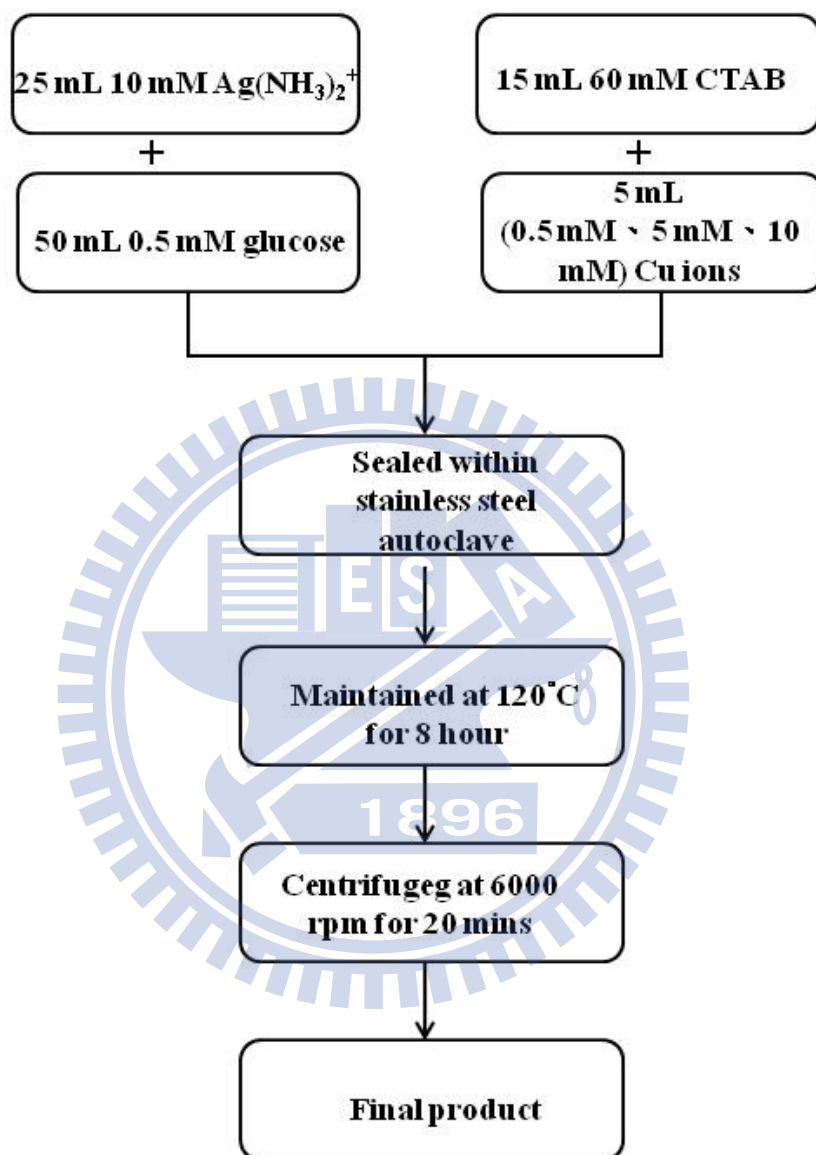 25 mL 10 mM Ag(NH₃)₂⁺
+
50 mL 0.5 mM glucose
15 mL 60 mM CTAB
+
5 mL
(0.5 mM、5 mM、10
mM) Cu ions
Sealed within
stainless steel
autoclave
Maintained at 120°C
for 8 hour
Centrifugeg at 6000
rpm for 20 mins
Final product
E S A
1896